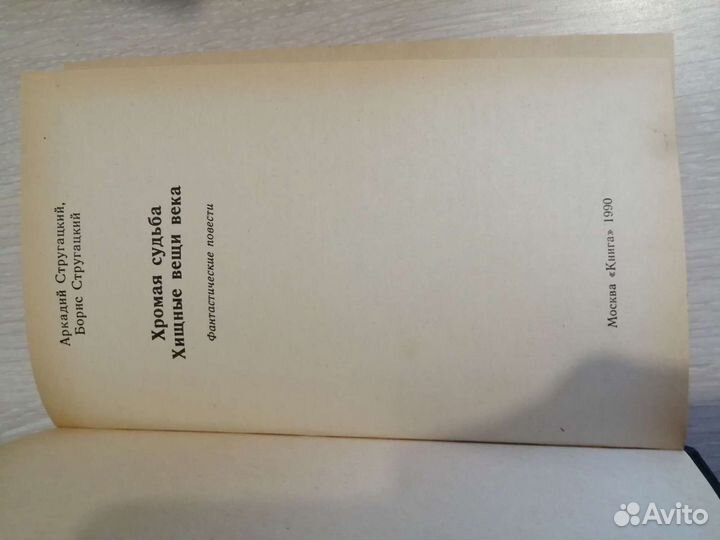 Аркадий Стругацкий,
Борис Стругацкий
Хромая судьба
Хищные вещи века
Фантастические повести
Москва «Книга» 1990
Avito